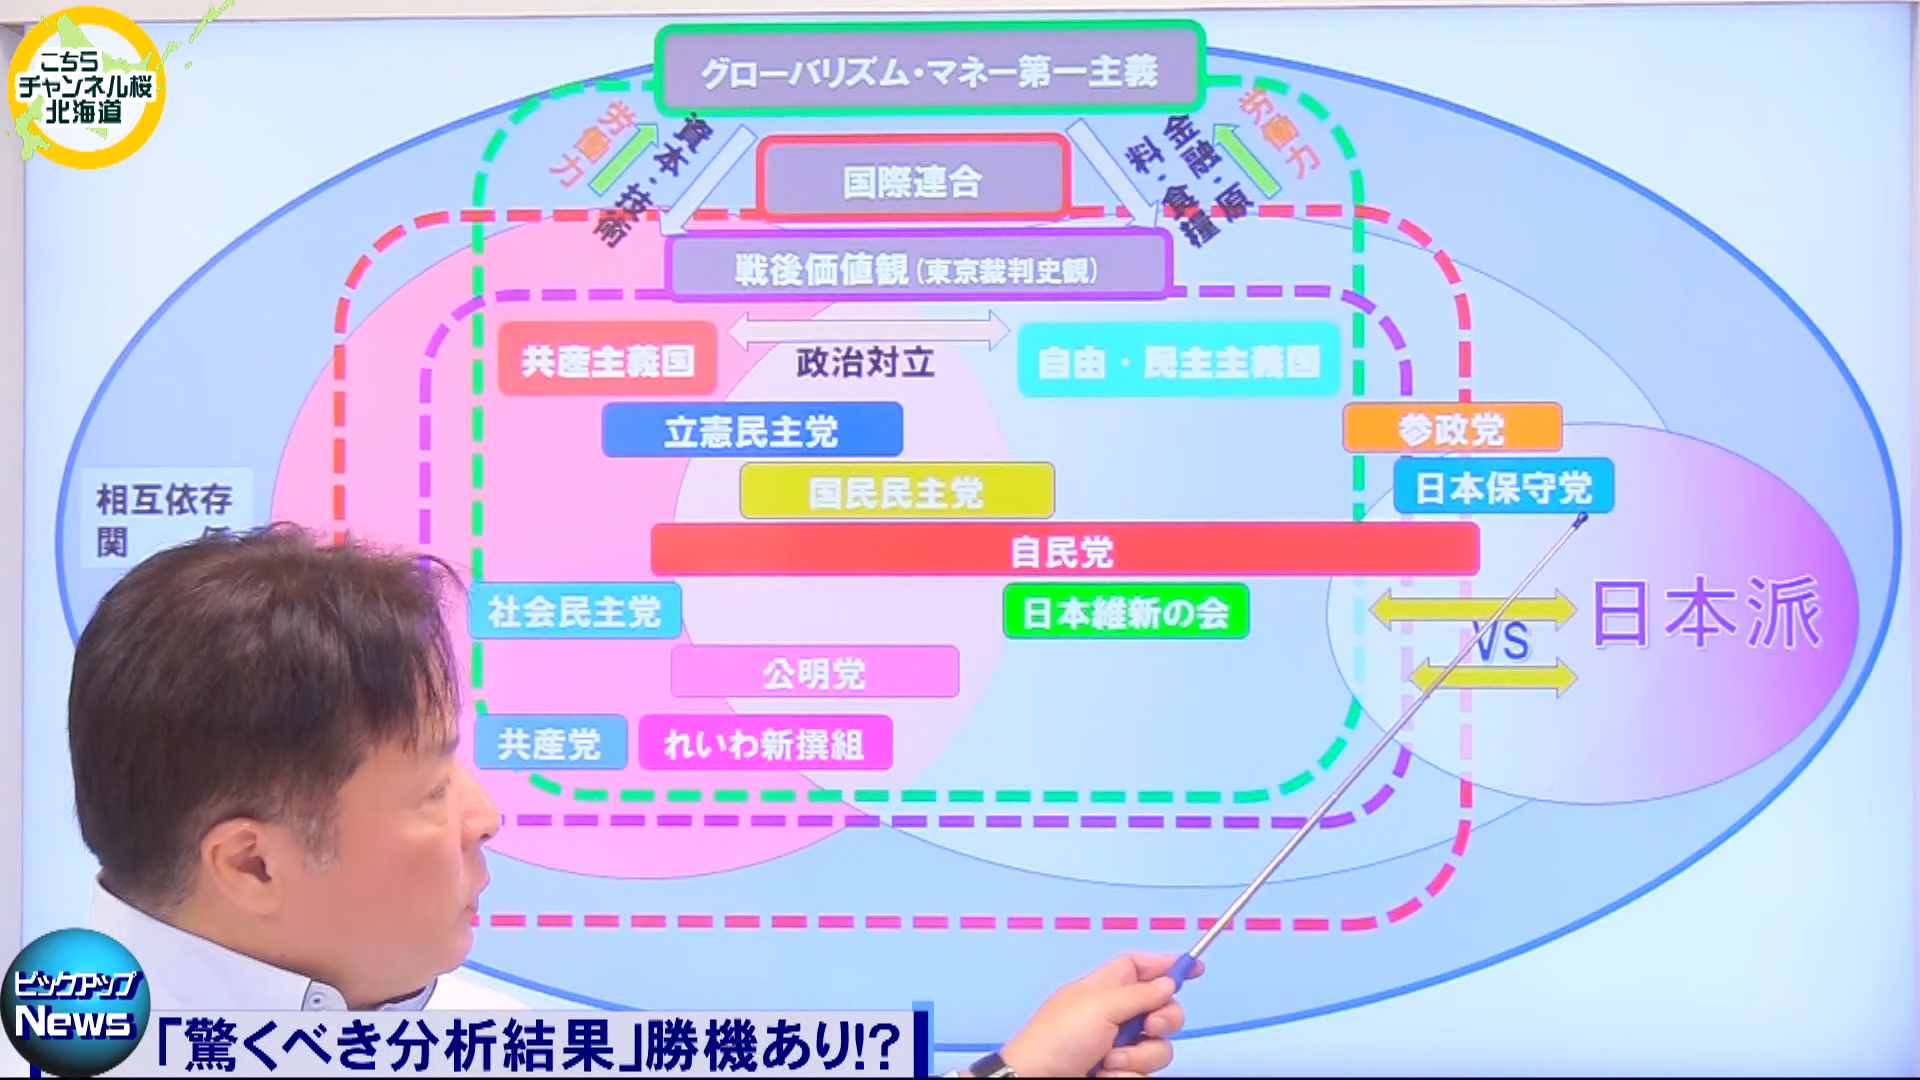 こちら
チャンネル桜
北海道
グローバリズム・マネー第一主義
労働力
資本・技術
国際連合
金融・原
料・食糧
労働力
戦後価値観(東京裁判史観)
共産主義国
政治対立
自由・民主主義国
立憲民主党
参政党
国民民主党
日本保守党
相互依存
関 係
自民党
社会民主党
日本維新の会
VS
日本派
公明党
共産党
れいわ新撰組
ピックアップ
News
「驚くべき分析結果」勝機あり!?